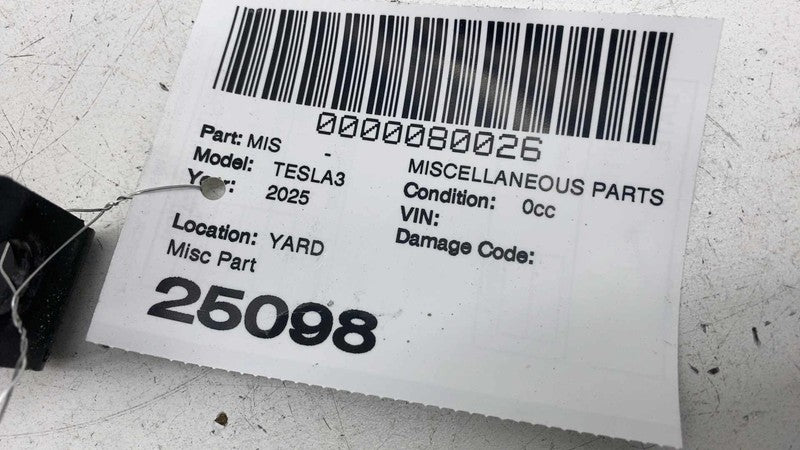 0000080026
Part: MIS - MISCELLANEOUS PARTS
Model: TESLA3 Condition: 0cc
Year: 2025 VIN:
Location: YARD Damage Code:
Misc Part
25098